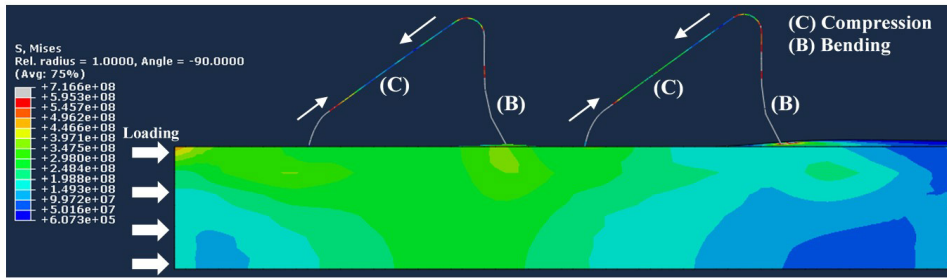 S, Mises
Rel. radius = 1.0000, Angle = -90.0000
(Avg: 75%)
+7.166e+08
+5.953e+08
+5.457e+08
+4.962e+08
+4.466e+08
+3.971e+08
+3.475e+08
+2.980e+08
+2.484e+08
+1.988e+08
+1.493e+08
+9.972e+07
+5.016e+07
+6.073e+05
Loading
(C)
(B)
(C)
(B)
(C) Compression
(B) Bending